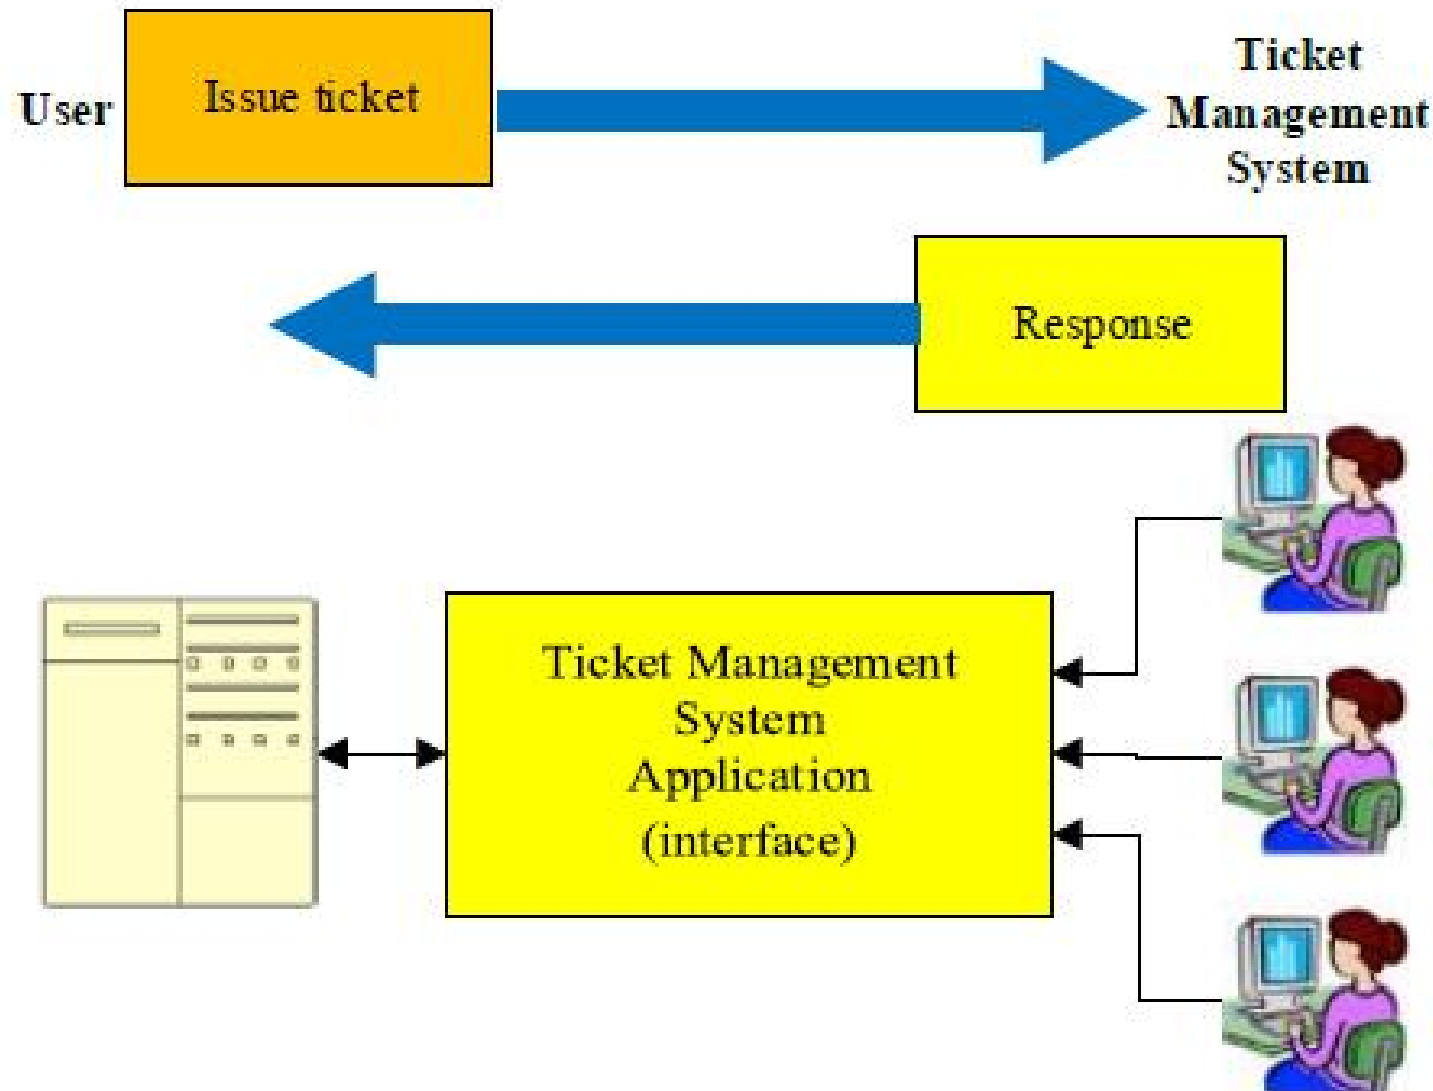 User
Issue ticket
Ticket
Management
System
Response
Ticket Management
System
Application
(interface)